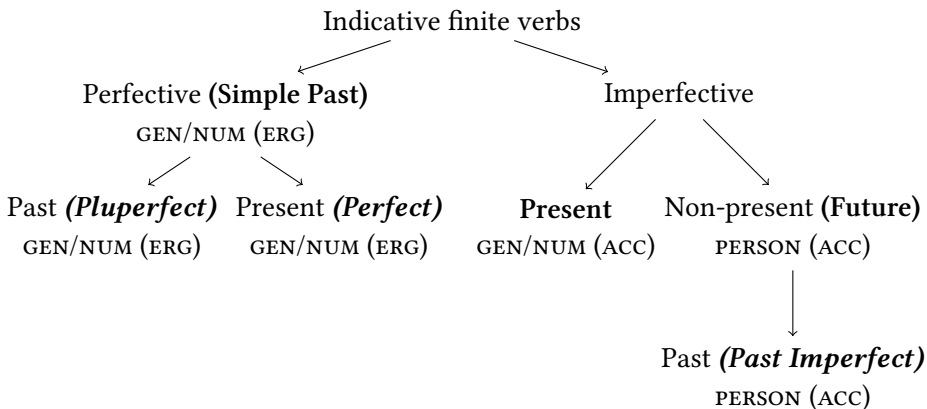 Indicative finite verbs
Perfective (Simple Past)
GEN/NUM (ERG)
Imperfective
Past (Pluperfect)
GEN/NUM (ERG)
Present (Perfect)
GEN/NUM (ERG)
Present
GEN/NUM (ACC)
Non-present (Future)
PERSON (ACC)
Past (Past Imperfect)
PERSON (ACC)